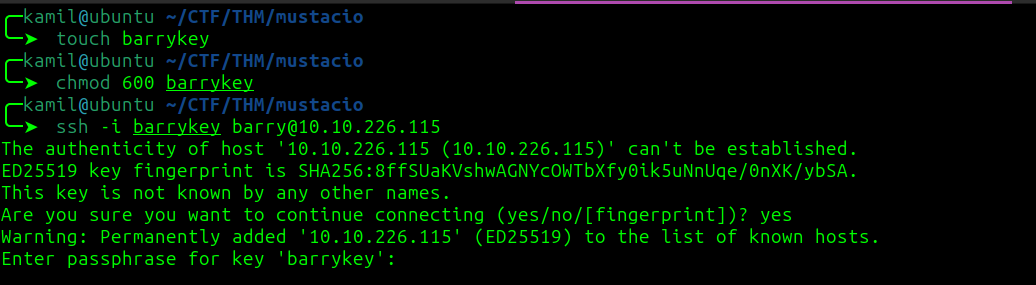 kamil@ubuntu ~/CTF/THM/mustacio
touch barrykey
kamil@ubuntu ~/CTF/THM/mustacio
chmod 600 barrykey
kamil@ubuntu ~/CTF/THM/mustacio
ssh -i barrykey barry@10.10.226.115
The authenticity of host '10.10.226.115 (10.10.226.115)' can't be established.
ED25519 key fingerprint is SHA256:8ffSUaKVshwAGNYcOWTbXfy0ik5uNnUqe/0nXK/ybSA.
This key is not known by any other names.
Are you sure you want to continue connecting (yes/no/[fingerprint])? yes
Warning: Permanently added '10.10.226.115' (ED25519) to the list of known hosts.
Enter passphrase for key 'barrykey':